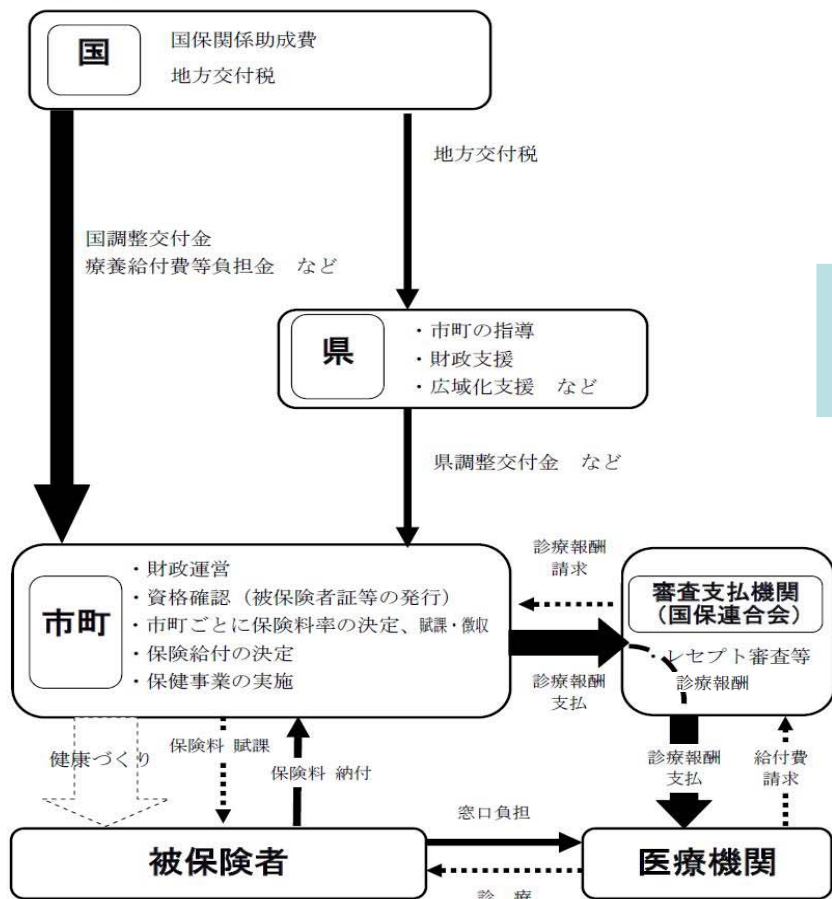 国
国保関係助成費
地方交付税
地方交付税
国調整交付金
療養給付費等負担金　など
県
・市町の指導
・財政支援
・広域化支援　など
県調整交付金　など
市町
・財政運営
・資格確認（被保険者証等の発行）
・市町ごとに保険料率の決定、賦課・徴収
・保険給付の決定
・保健事業の実施
診療報酬
請求
診療報酬
支払
審査支払機関
（国保連合会）
・レセプト審査等
診療報酬
健康づくり
保険料 賦課
保険料 納付
診療報酬
支払
給付費
請求
被保険者
窓口負担
診 療
医療機関